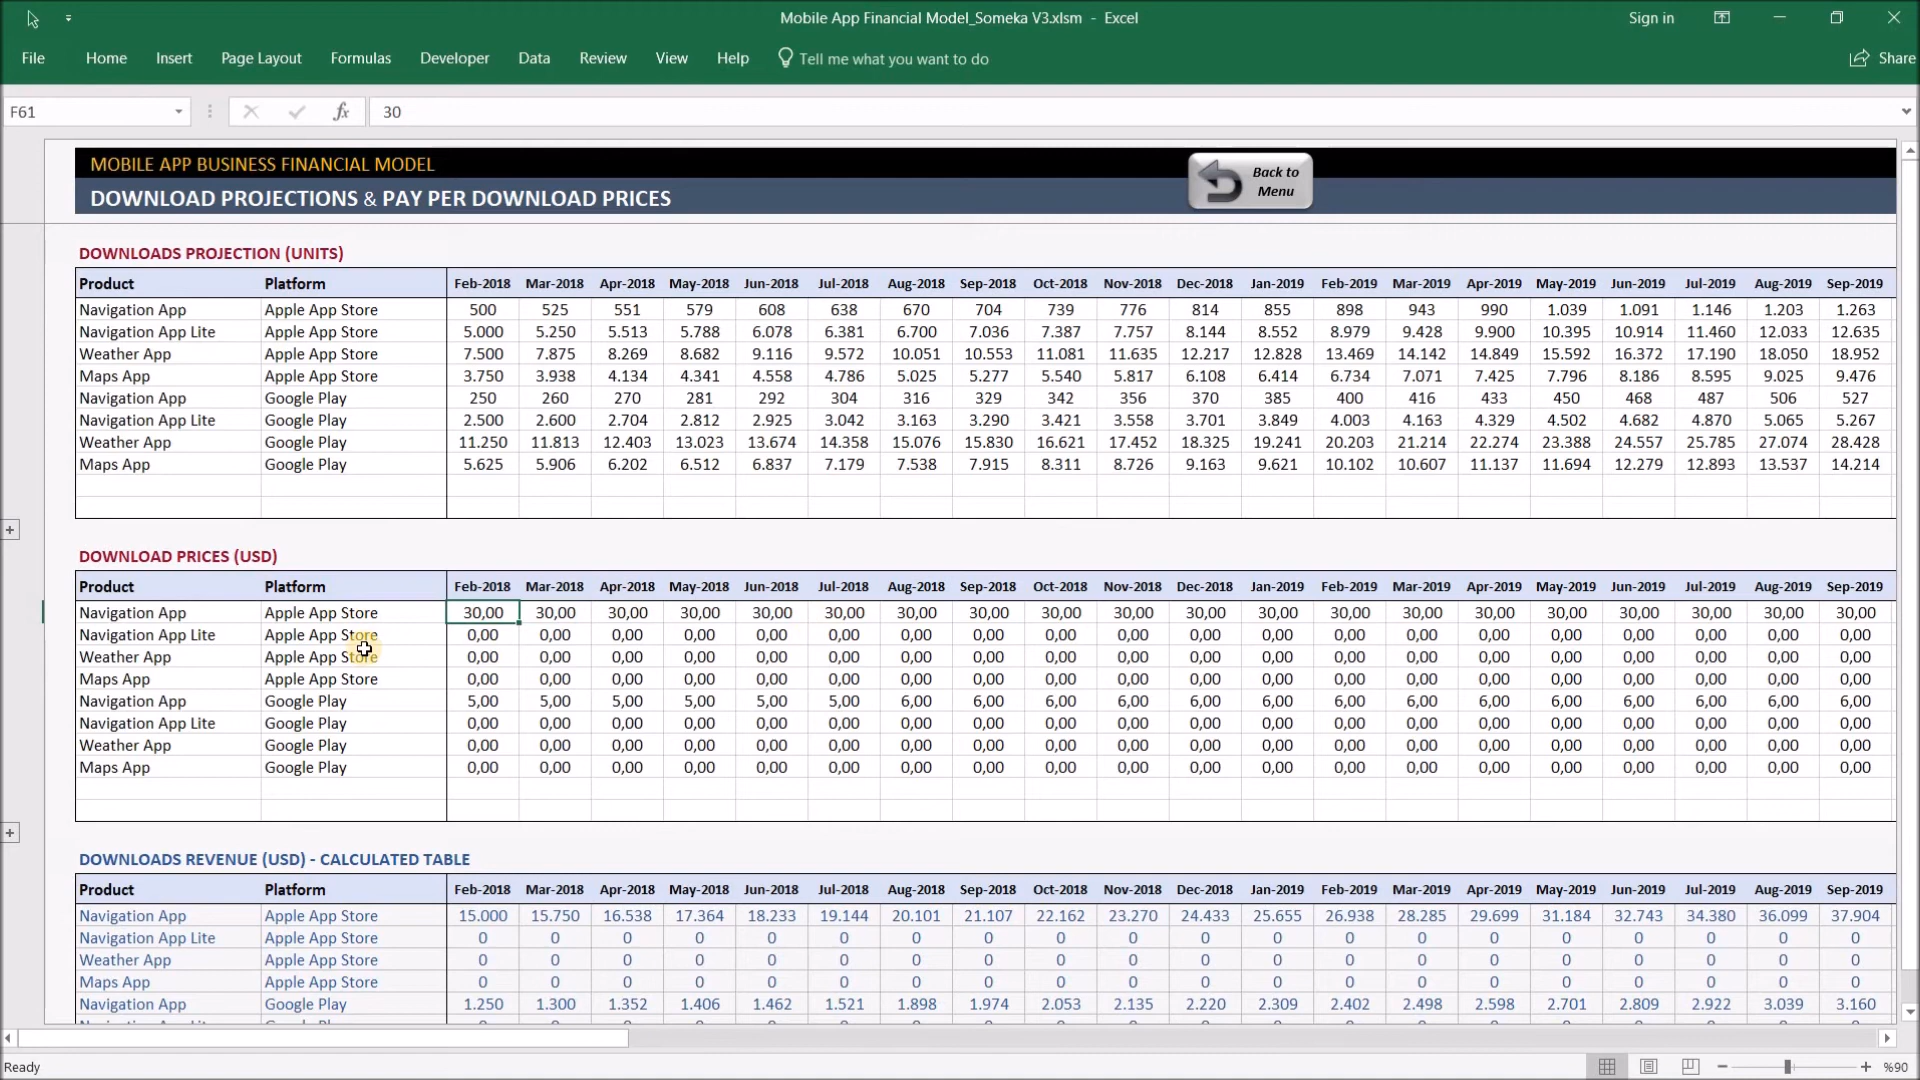 Mobile App Financial Model_Someka V3.xlsm - Excel Sign in
File Home Insert Page Layout Formulas Developer Data Review View Help Tell me what you want to do Share
F61 fx 30
MOBILE APP BUSINESS FINANCIAL MODEL
DOWNLOAD PROJECTIONS & PAY PER DOWNLOAD PRICES
Back to
Menu
DOWNLOADS PROJECTION (UNITS)
Product Platform Feb-2018 Mar-2018 Apr-2018 May-2018 Jun-2018 Jul-2018 Aug-2018 Sep-2018 Oct-2018 Nov-2018 Dec-2018 Jan-2019 Feb-2019 Mar-2019 Apr-2019 May-2019 Jun-2019 Jul-2019 Aug-2019 Sep-2019
Navigation App Apple App Store 500 525 551 579 608 638 670 704 739 776 814 855 898 943 990 1.039 1.091 1.146 1.203 1.263
Navigation App Lite Apple App Store 5.000 5.250 5.513 5.788 6.078 6.381 6.700 7.036 7.387 7.757 8.144 8.552 8.979 9.428 9.900 10.395 10.914 11.460 12.033 12.635
Weather App Apple App Store 7.500 7.875 8.269 8.682 9.116 9.572 10.051 10.553 11.081 11.635 12.217 12.828 13.469 14.142 14.849 15.592 16.372 17.190 18.050 18.952
Maps App Apple App Store 3.750 3.938 4.134 4.341 4.558 4.786 5.025 5.277 5.540 5.817 6.108 6.414 6.734 7.071 7.425 7.796 8.186 8.595 9.025 9.476
Navigation App Google Play 250 260 270 281 292 304 316 329 342 356 370 385 400 416 433 450 468 487 506 527
Navigation App Lite Google Play 2.500 2.600 2.704 2.812 2.925 3.042 3.163 3.290 3.421 3.558 3.701 3.849 4.003 4.163 4.329 4.502 4.682 4.870 5.065 5.267
Weather App Google Play 11.250 11.813 12.403 13.023 13.674 14.358 15.076 15.830 16.621 17.452 18.325 19.241 20.203 21.214 22.274 23.388 24.557 25.785 27.074 28.428
Maps App Google Play 5.625 5.906 6.202 6.512 6.837 7.179 7.538 7.915 8.311 8.726 9.163 9.621 10.102 10.607 11.137 11.694 12.279 12.893 13.537 14.214
DOWNLOAD PRICES (USD)
Product Platform Feb-2018 Mar-2018 Apr-2018 May-2018 Jun-2018 Jul-2018 Aug-2018 Sep-2018 Oct-2018 Nov-2018 Dec-2018 Jan-2019 Feb-2019 Mar-2019 Apr-2019 May-2019 Jun-2019 Jul-2019 Aug-2019 Sep-2019
Navigation App Apple App Store 30,00 30,00 30,00 30,00 30,00 30,00 30,00 30,00 30,00 30,00 30,00 30,00 30,00 30,00 30,00 30,00 30,00 30,00 30,00 30,00
Navigation App Lite Apple App Store 0,00 0,00 0,00 0,00 0,00 0,00 0,00 0,00 0,00 0,00 0,00 0,00 0,00 0,00 0,00 0,00 0,00 0,00 0,00 0,00
Weather App Apple App Store 0,00 0,00 0,00 0,00 0,00 0,00 0,00 0,00 0,00 0,00 0,00 0,00 0,00 0,00 0,00 0,00 0,00 0,00 0,00 0,00
Maps App Apple App Store 0,00 0,00 0,00 0,00 0,00 0,00 0,00 0,00 0,00 0,00 0,00 0,00 0,00 0,00 0,00 0,00 0,00 0,00 0,00 0,00
Navigation App Google Play 5,00 5,00 5,00 5,00 5,00 5,00 6,00 6,00 6,00 6,00 6,00 6,00 6,00 6,00 6,00 6,00 6,00 6,00 6,00 6,00
Navigation App Lite Google Play 0,00 0,00 0,00 0,00 0,00 0,00 0,00 0,00 0,00 0,00 0,00 0,00 0,00 0,00 0,00 0,00 0,00 0,00 0,00 0,00
Weather App Google Play 0,00 0,00 0,00 0,00 0,00 0,00 0,00 0,00 0,00 0,00 0,00 0,00 0,00 0,00 0,00 0,00 0,00 0,00 0,00 0,00
Maps App Google Play 0,00 0,00 0,00 0,00 0,00 0,00 0,00 0,00 0,00 0,00 0,00 0,00 0,00 0,00 0,00 0,00 0,00 0,00 0,00 0,00
DOWNLOADS REVENUE (USD) - CALCULATED TABLE
Product Platform Feb-2018 Mar-2018 Apr-2018 May-2018 Jun-2018 Jul-2018 Aug-2018 Sep-2018 Oct-2018 Nov-2018 Dec-2018 Jan-2019 Feb-2019 Mar-2019 Apr-2019 May-2019 Jun-2019 Jul-2019 Aug-2019 Sep-2019
Navigation App Apple App Store 15.000 15.750 16.538 17.364 18.233 19.144 20.101 21.107 22.162 23.270 24.433 25.655 26.938 28.285 29.699 31.184 32.743 34.380 36.099 37.904
Navigation App Lite Apple App Store 0 0 0 0 0 0 0 0 0 0 0 0 0 0 0 0 0 0 0 0
Weather App Apple App Store 0 0 0 0 0 0 0 0 0 0 0 0 0 0 0 0 0 0 0 0
Maps App Apple App Store 0 0 0 0 0 0 0 0 0 0 0 0 0 0 0 0 0 0 0 0
Navigation App Google Play 1.250 1.300 1.352 1.406 1.462 1.521 1.898 1.974 2.053 2.135 2.220 2.309 2.402 2.498 2.598 2.701 2.809 2.922 3.039 3.160
Ready %90